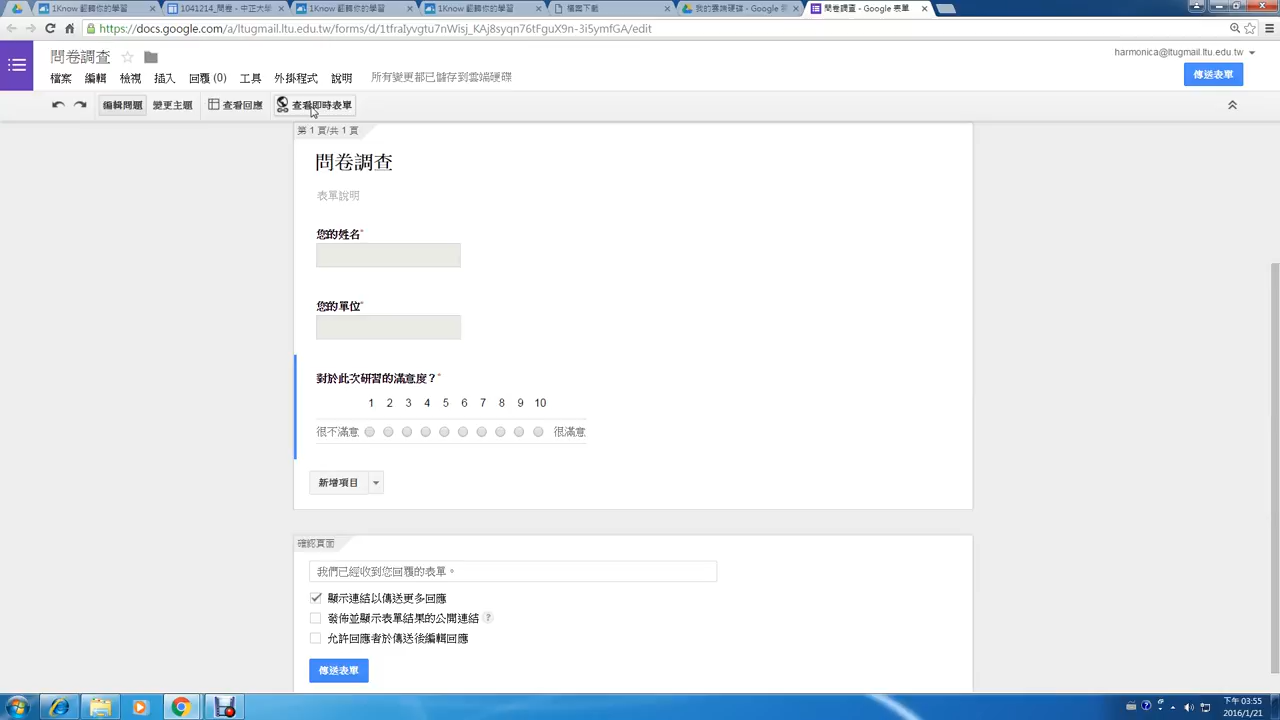 1Know 翻轉你的學習
1041214_問卷 - 中正大學
1Know 翻轉你的學習
1Know 翻轉你的學習
檔案下載
我的雲端硬碟 - Google
問卷調查 - Google 表單
https://docs.google.com/a/ltugmail.ltu.edu.tw/forms/d/1tfraIyvgtu7nWisj_KAj8syqn76tFguX9n-3i5ymfGA/edit
問卷調查
harmonica@ltugmail.ltu.edu.tw
檔案 編輯 檢視 插入 回覆 (0) 工具 外掛程式 說明 所有變更都已儲存到雲端硬碟
傳送表單
編輯問題 變更主題 查看回應 查看即時表單
第 1 頁/共 1 頁
問卷調查
表單說明
您的姓名*
您的單位*
對於此次研習的滿意度？*
1 2 3 4 5 6 7 8 9 10
很不滿意 很滿意
新增項目
確認頁面
我們已經收到您回覆的表單。
顯示連結以傳送更多回應
發佈並顯示表單結果的公開連結 ?
允許回應者於傳送後編輯回應
傳送表單
下午 03:55
2016/1/21